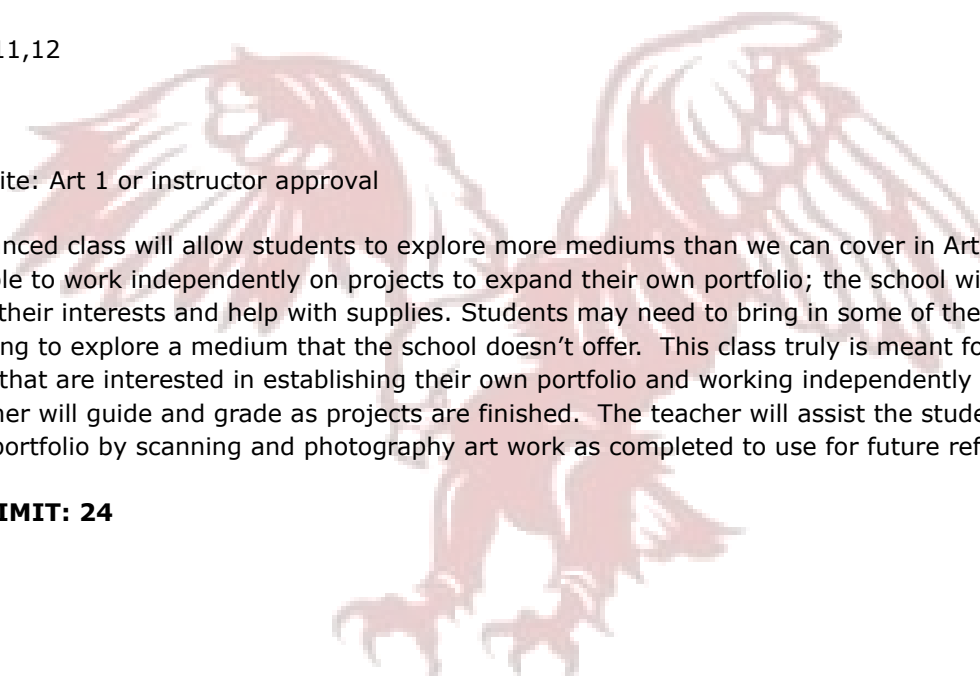 11,12
ite: Art 1 or instructor approval
nced class will allow students to explore more mediums than we can cover in Art
le to work independently on projects to expand their own portfolio; the school wi
their interests and help with supplies. Students may need to bring in some of the
ng to explore a medium that the school doesn’t offer.  This class truly is meant fo
that are interested in establishing their own portfolio and working independently
her will guide and grade as projects are finished.  The teacher will assist the stude
portfolio by scanning and photography art work as completed to use for future ref
IMIT: 24